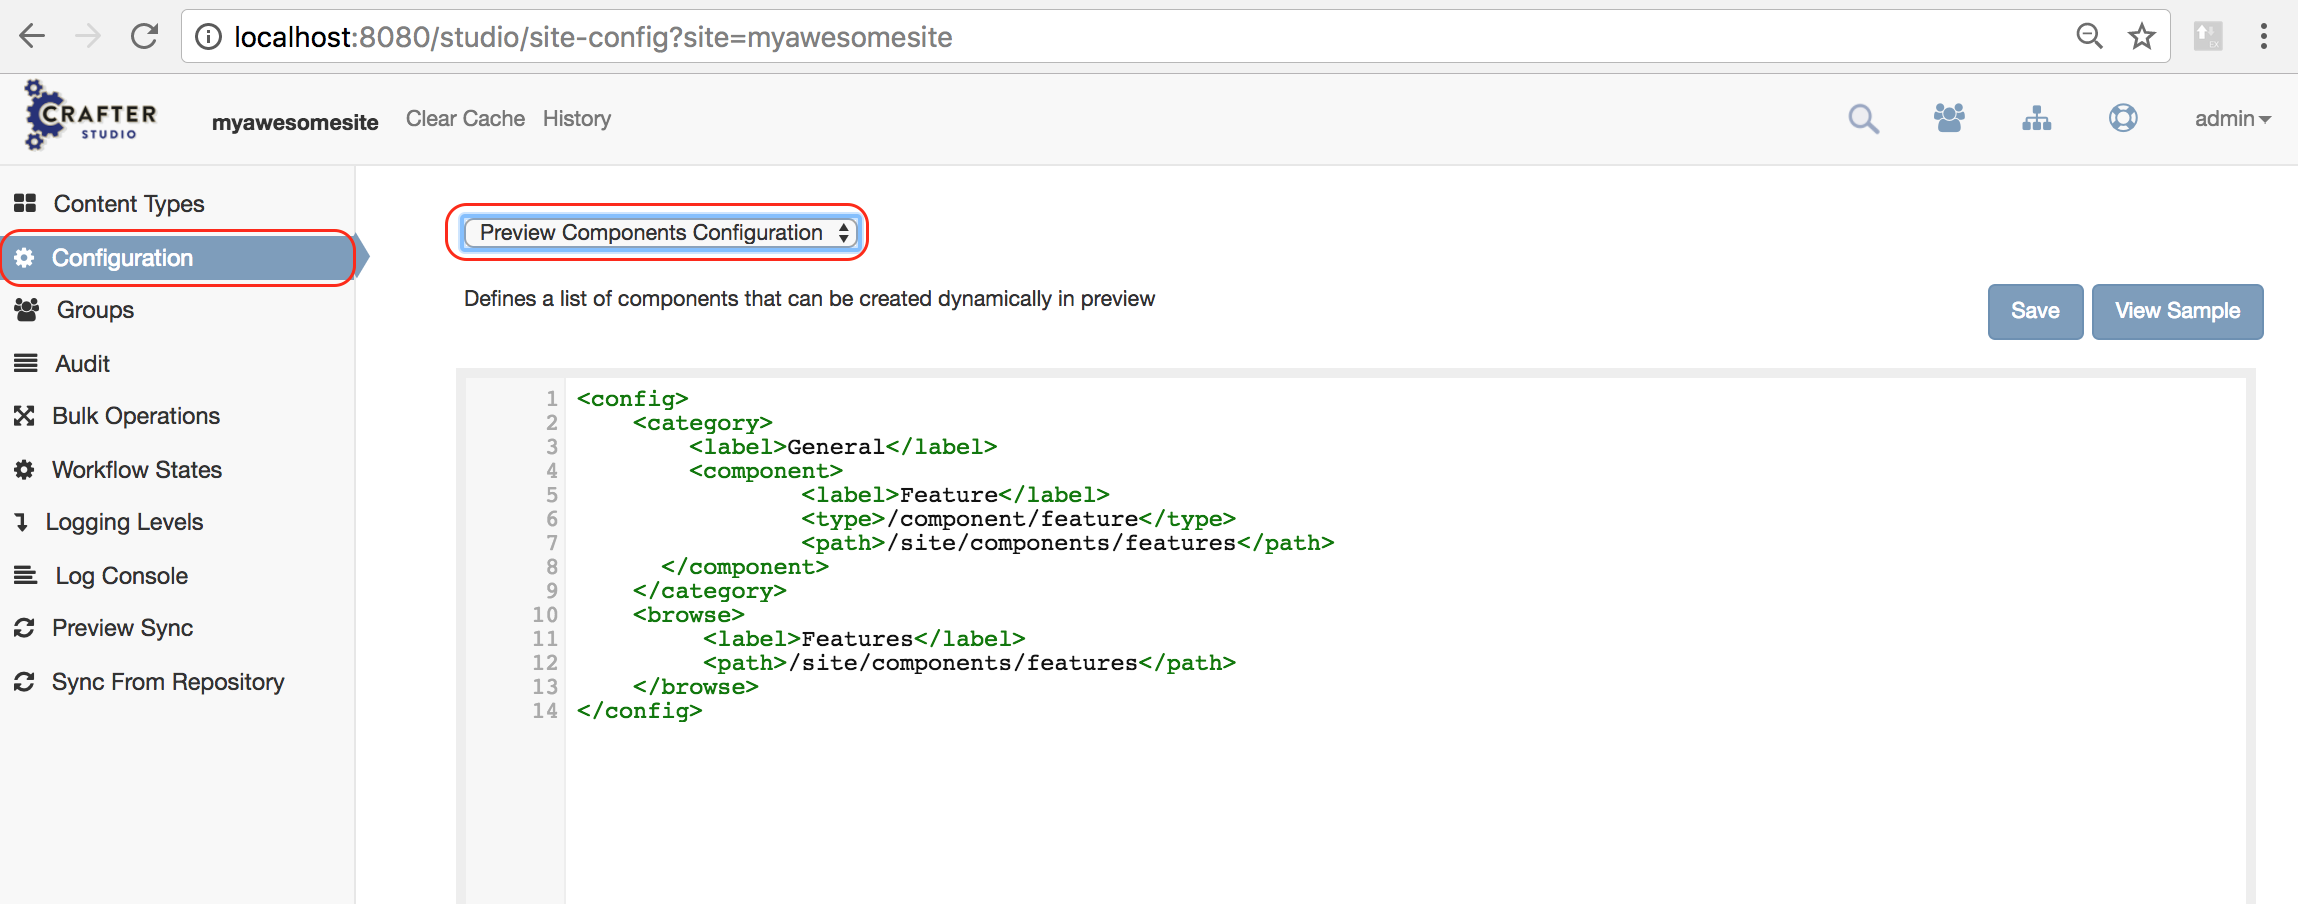 localhost:8080/studio/site-config?site=myawesomesite
EX
CRAFTER
STUDIO
myawesomesite Clear Cache History
admin
Content Types
Configuration
Groups
Audit
Bulk Operations
Workflow States
Logging Levels
Log Console
Preview Sync
Sync From Repository
Preview Components Configuration
Defines a list of components that can be created dynamically in preview
Save View Sample
1 <config>
2 <category>
3 <label>General</label>
4 <component>
5 <label>Feature</label>
6 <type>/component/feature</type>
7 <path>/site/components/features</path>
8 </component>
9 </category>
10 <browse>
11 <label>Features</label>
12 <path>/site/components/features</path>
13 </browse>
14 </config>